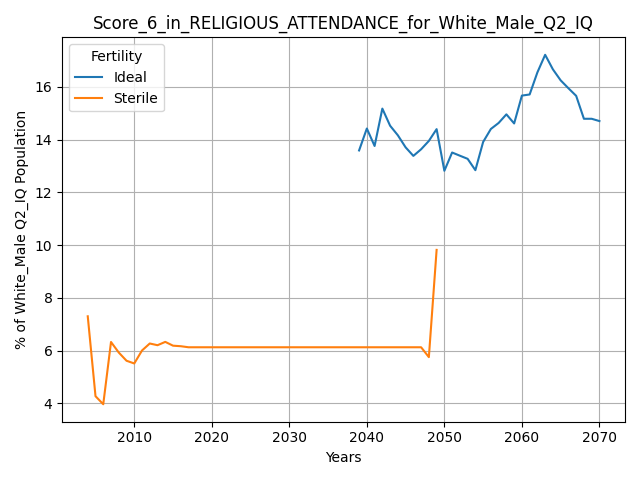 Score_6_in_RELIGIOUS_ATTENDANCE_for_White_Male_Q2_IQ
Fertility
Ideal
Sterile
% of White_Male Q2_IQ Population
16
14
12
10
8
6
4
2010
2020
2030
2040
2050
2060
2070
Years